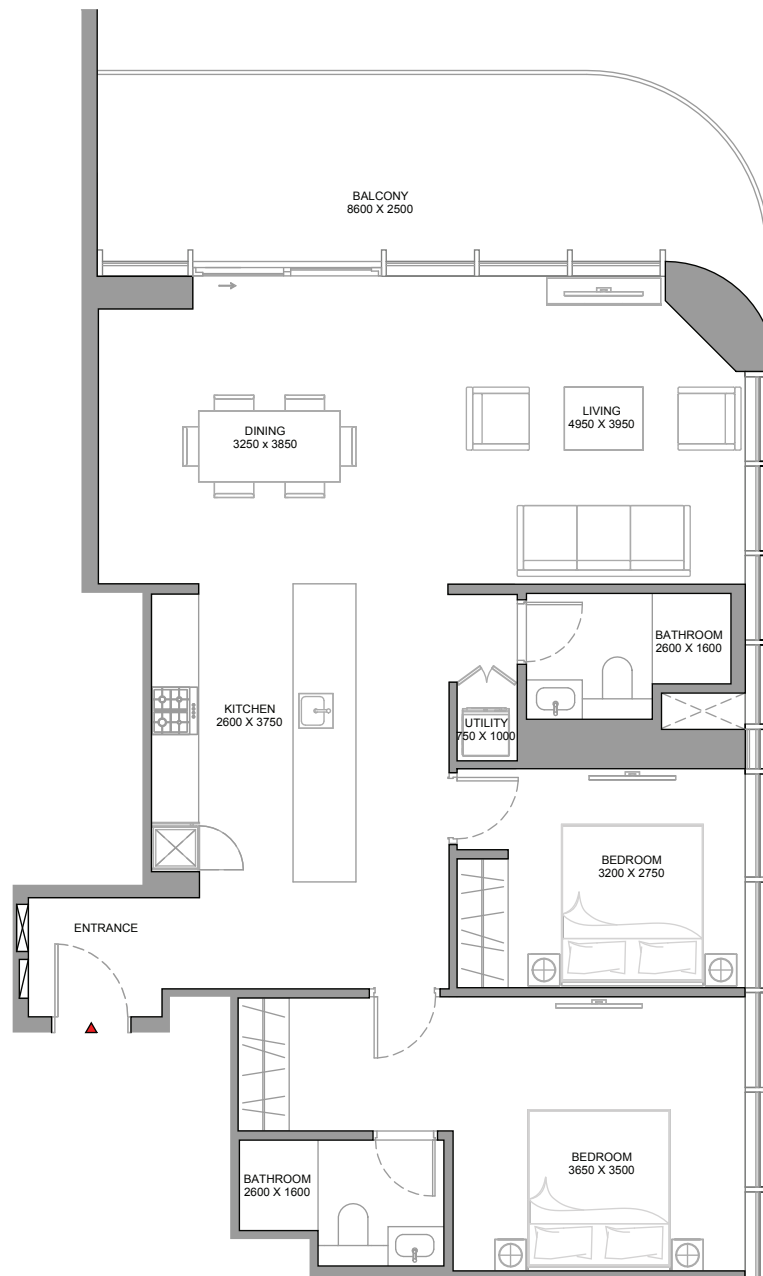 BALCONY
8600 X 2500
DINING
3250 x 3850
LIVING
4950 X 3950
BATHROOM
2600 X 1600
KITCHEN
2600 X 3750
UTILITY
750 X 1000
BEDROOM
3200 X 2750
ENTRANCE
BEDROOM
3650 X 3500
BATHROOM
2600 X 1600